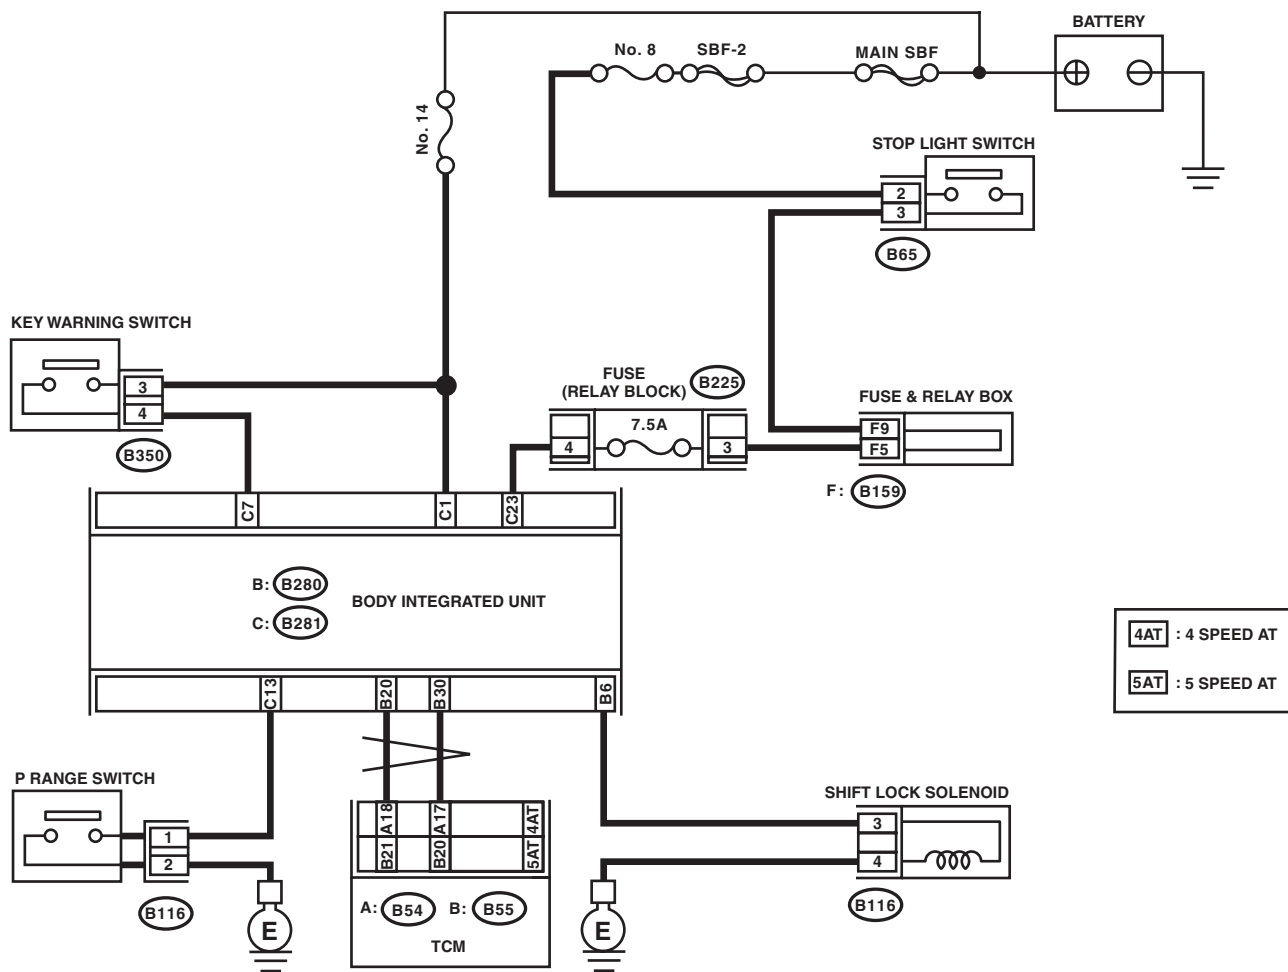 BATTERY
No. 8
SBF-2
MAIN SBF
No. 14
STOP LIGHT SWITCH
2
3
B65
KEY WARNING SWITCH
3
4
B350
FUSE
(RELAY BLOCK)
B225
7.5A
4
3
FUSE & RELAY BOX
F9
F5
F: B159
C7
C1
C23
B: B280
C: B281
BODY INTEGRATED UNIT
4AT : 4 SPEED AT
5AT : 5 SPEED AT
C13
B20
B30
B6
P RANGE SWITCH
1
2
B116
E
A18
A17
4AT
B21
B20
5AT
A: B54 B: B55
TCM
E
SHIFT LOCK SOLENOID
3
4
B116